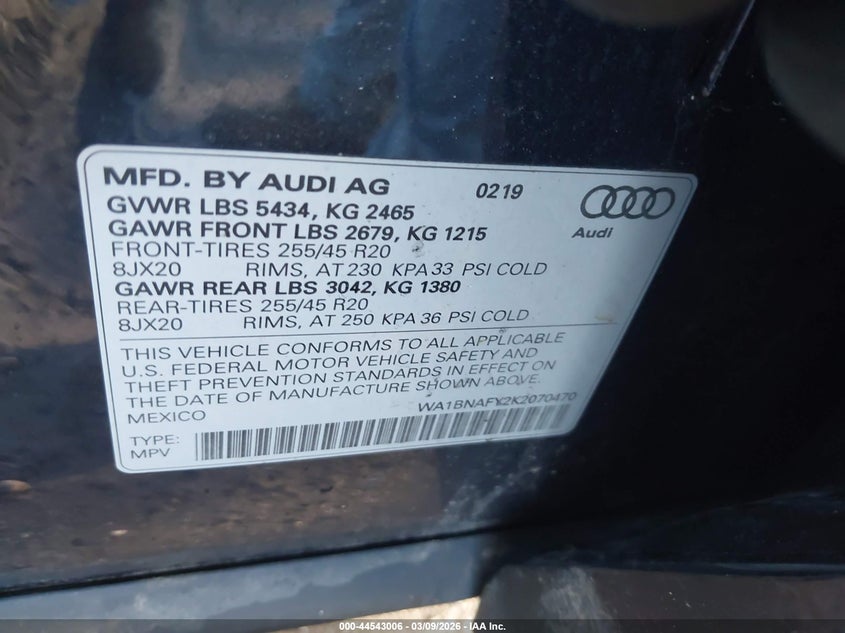 MFD. BY AUDI AG
0219
GVWR LBS 5434, KG 2465
GAWR FRONT LBS 2679, KG 1215
Audi
FRONT-TIRES 255/45 R20
8JX20 RIMS, AT 230 KPA 33 PSI COLD
GAWR REAR LBS 3042, KG 1380
REAR-TIRES 255/45 R20
8JX20 RIMS, AT 250 KPA 36 PSI COLD
THIS VEHICLE CONFORMS TO ALL APPLICABLE
U.S. FEDERAL MOTOR VEHICLE SAFETY AND
THEFT PREVENTION STANDARDS IN EFFECT ON
THE DATE OF MANUFACTURE SHOWN ABOVE.
MEXICO
WA1BNAFY2K2070470
TYPE:
MPV
000-44543006 - 03/09/2026 - IAA Inc.